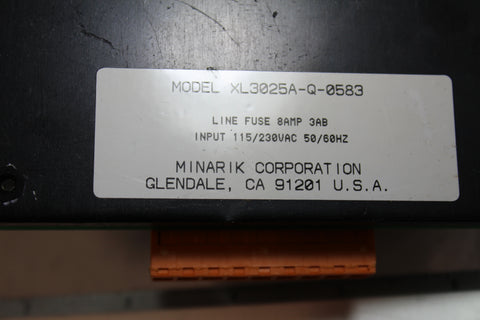 MODEL XL3025A-Q-0583
LINE FUSE 8AMP 3AB
INPUT 115/230VAC 50/60HZ
MINARIK CORPORATION
GLENDALE, CA 91201 U.S.A.